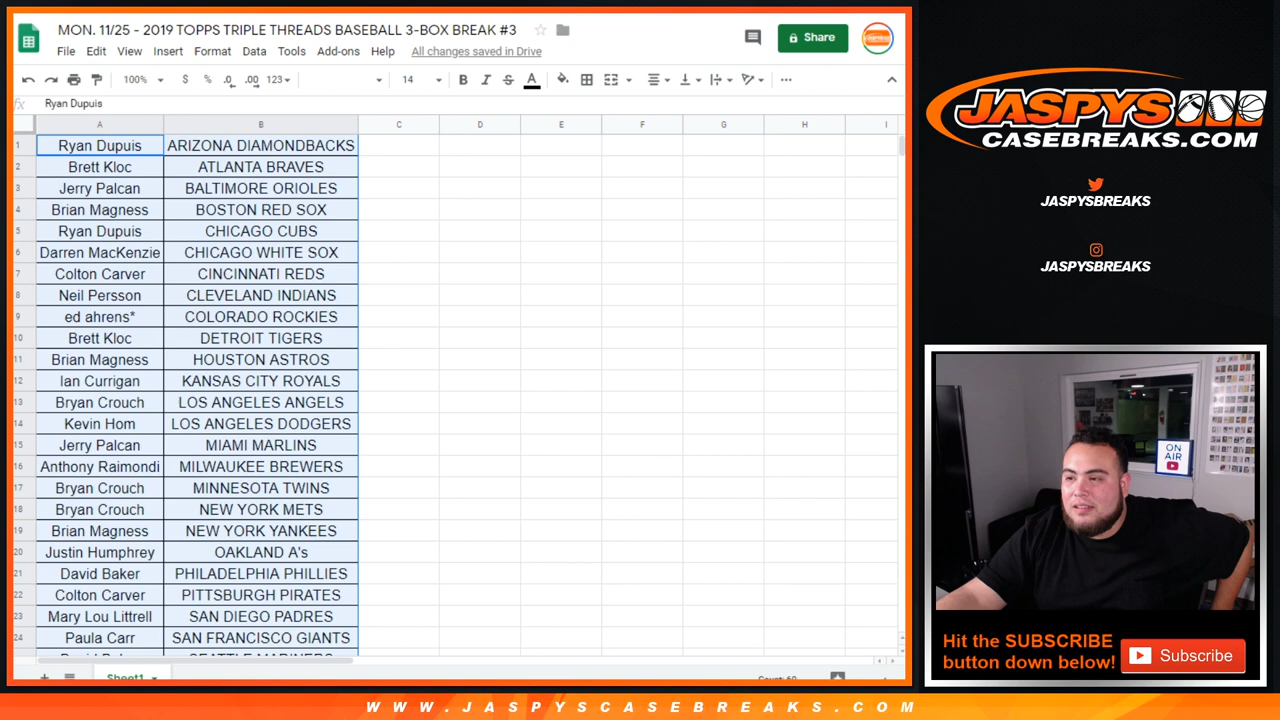 MON. 11/25 - 2019 TOPPS TRIPLE THREADS BASEBALL 3-BOX BREAK #3
File Edit View Insert Format Data Tools Add-ons Help All changes saved in Drive
Share
100% $ % .0 .00 123 14 B I S A
fx Ryan Dupuis
A B C D E F G H I
1 Ryan Dupuis ARIZONA DIAMONDBACKS
2 Brett Kloc ATLANTA BRAVES
3 Jerry Palcan BALTIMORE ORIOLES
4 Brian Magness BOSTON RED SOX
5 Ryan Dupuis CHICAGO CUBS
6 Darren MacKenzie CHICAGO WHITE SOX
7 Colton Carver CINCINNATI REDS
8 Neil Persson CLEVELAND INDIANS
9 ed ahrens* COLORADO ROCKIES
10 Brett Kloc DETROIT TIGERS
11 Brian Magness HOUSTON ASTROS
12 Ian Currigan KANSAS CITY ROYALS
13 Bryan Crouch LOS ANGELES ANGELS
14 Kevin Hom LOS ANGELES DODGERS
15 Jerry Palcan MIAMI MARLINS
16 Anthony Raimondi MILWAUKEE BREWERS
17 Bryan Crouch MINNESOTA TWINS
18 Bryan Crouch NEW YORK METS
19 Brian Magness NEW YORK YANKEES
20 Justin Humphrey OAKLAND A's
21 David Baker PHILADELPHIA PHILLIES
22 Colton Carver PITTSBURGH PIRATES
23 Mary Lou Littrell SAN DIEGO PADRES
24 Paula Carr SAN FRANCISCO GIANTS
Sheet1
JASPYS
CASEBREAKS.COM
JASPYSBREAKS
JASPYSBREAKS
ON
AIR
Hit the SUBSCRIBE
button down below!
Subscribe
WWW.JASPYSCASEBREAKS.COM